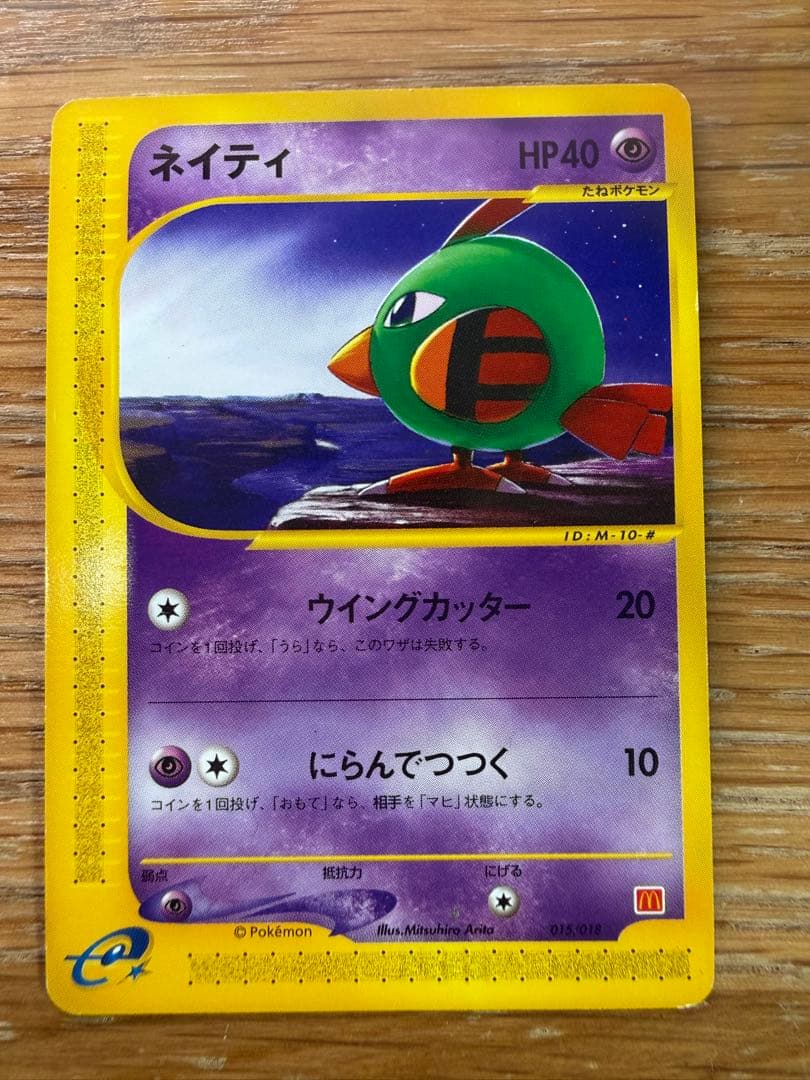 ネイティ HP40
たねポケモン
ID:M-10-#
ウイングカッター 20
コインを1回投げ、「うら」なら、このワザは失敗する。
にらんでつつく 10
コインを1回投げ、「おもて」なら、相手を「マヒ」状態にする。
弱点 抵抗力 にげる
© Pokémon Illus.Mitsuhiro Arita 015/018